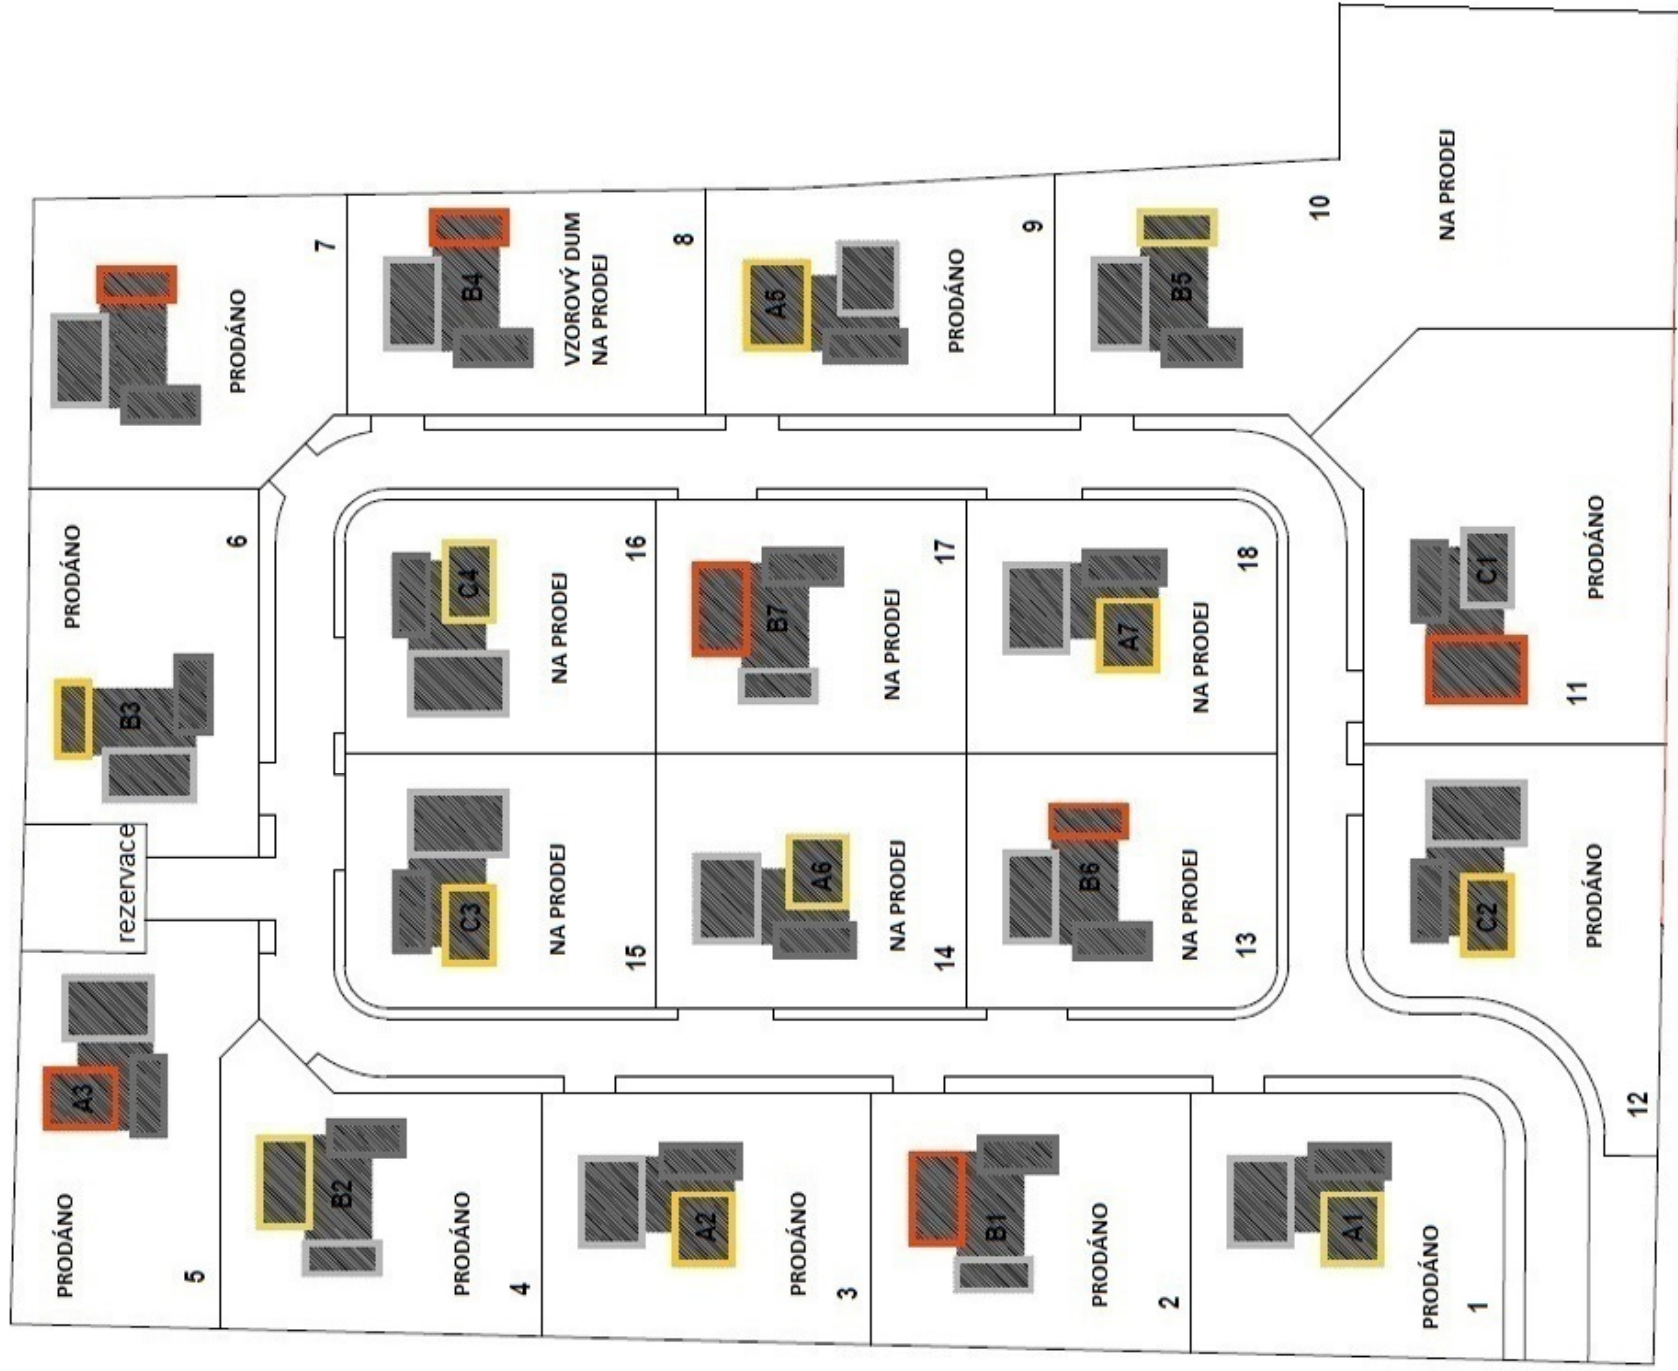 PRODÁNO
A3
5
rezervace
PRODÁNO
B3
6
PRODÁNO
7
B2
PRODÁNO
4
C3
NA PRODEJ
15
C4
NA PRODEJ
16
B4
VZOROVÝ DUM
NA PRODEJ
8
A2
PRODÁNO
3
A6
NA PRODEJ
14
B7
NA PRODEJ
17
A5
PRODÁNO
9
B1
PRODÁNO
2
B6
NA PRODEJ
13
A7
NA PRODEJ
18
B5
10
NA PRODEJ
A1
PRODÁNO
1
C2
PRODÁNO
12
C1
11
PRODÁNO